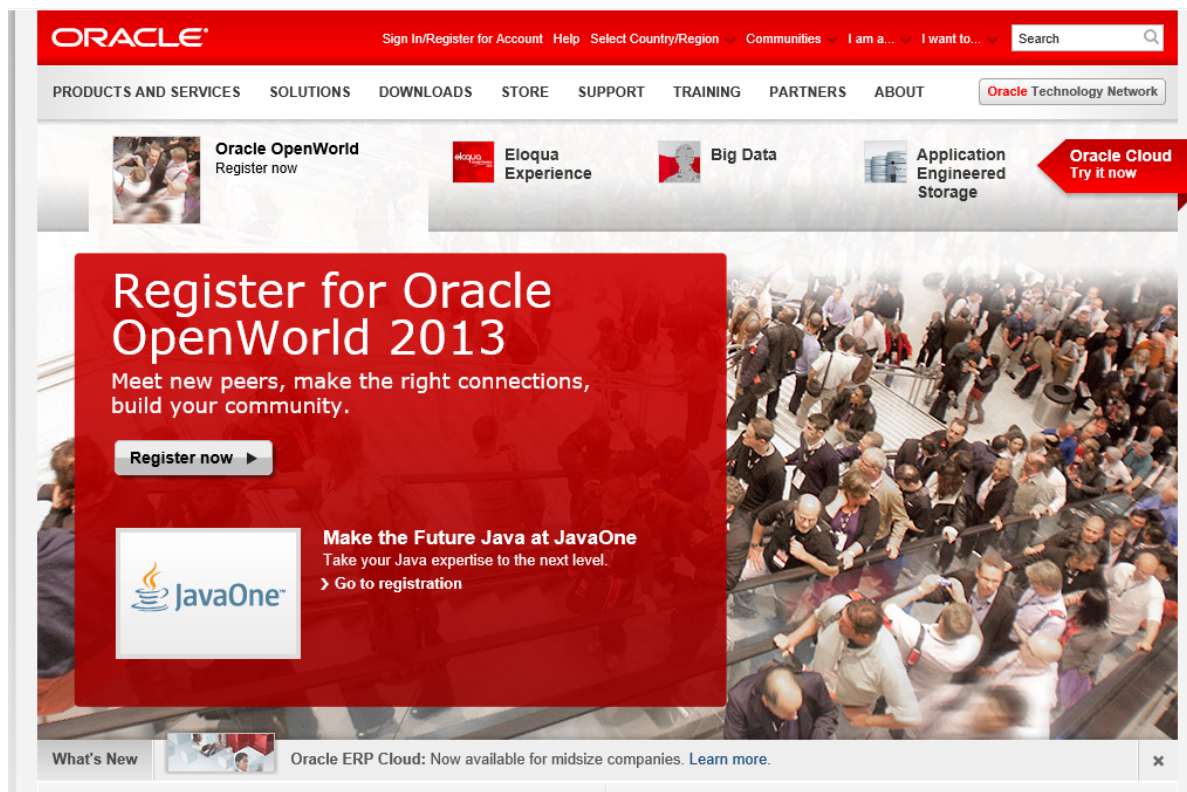 ORACLE
Sign In/Register for Account Help Select Country/Region Communities I am a... I want to... Search
PRODUCTS AND SERVICES SOLUTIONS DOWNLOADS STORE SUPPORT TRAINING PARTNERS ABOUT Oracle Technology Network
Oracle OpenWorld
Register now
eloqua
Eloqua
Experience
Big Data
Application
Engineered
Storage
Oracle Cloud
Try it now
Register for Oracle
OpenWorld 2013
Meet new peers, make the right connections,
build your community.
Register now
JavaOne™
Make the Future Java at JavaOne
Take your Java expertise to the next level.
Go to registration
What's New
Oracle ERP Cloud: Now available for midsize companies. Learn more.